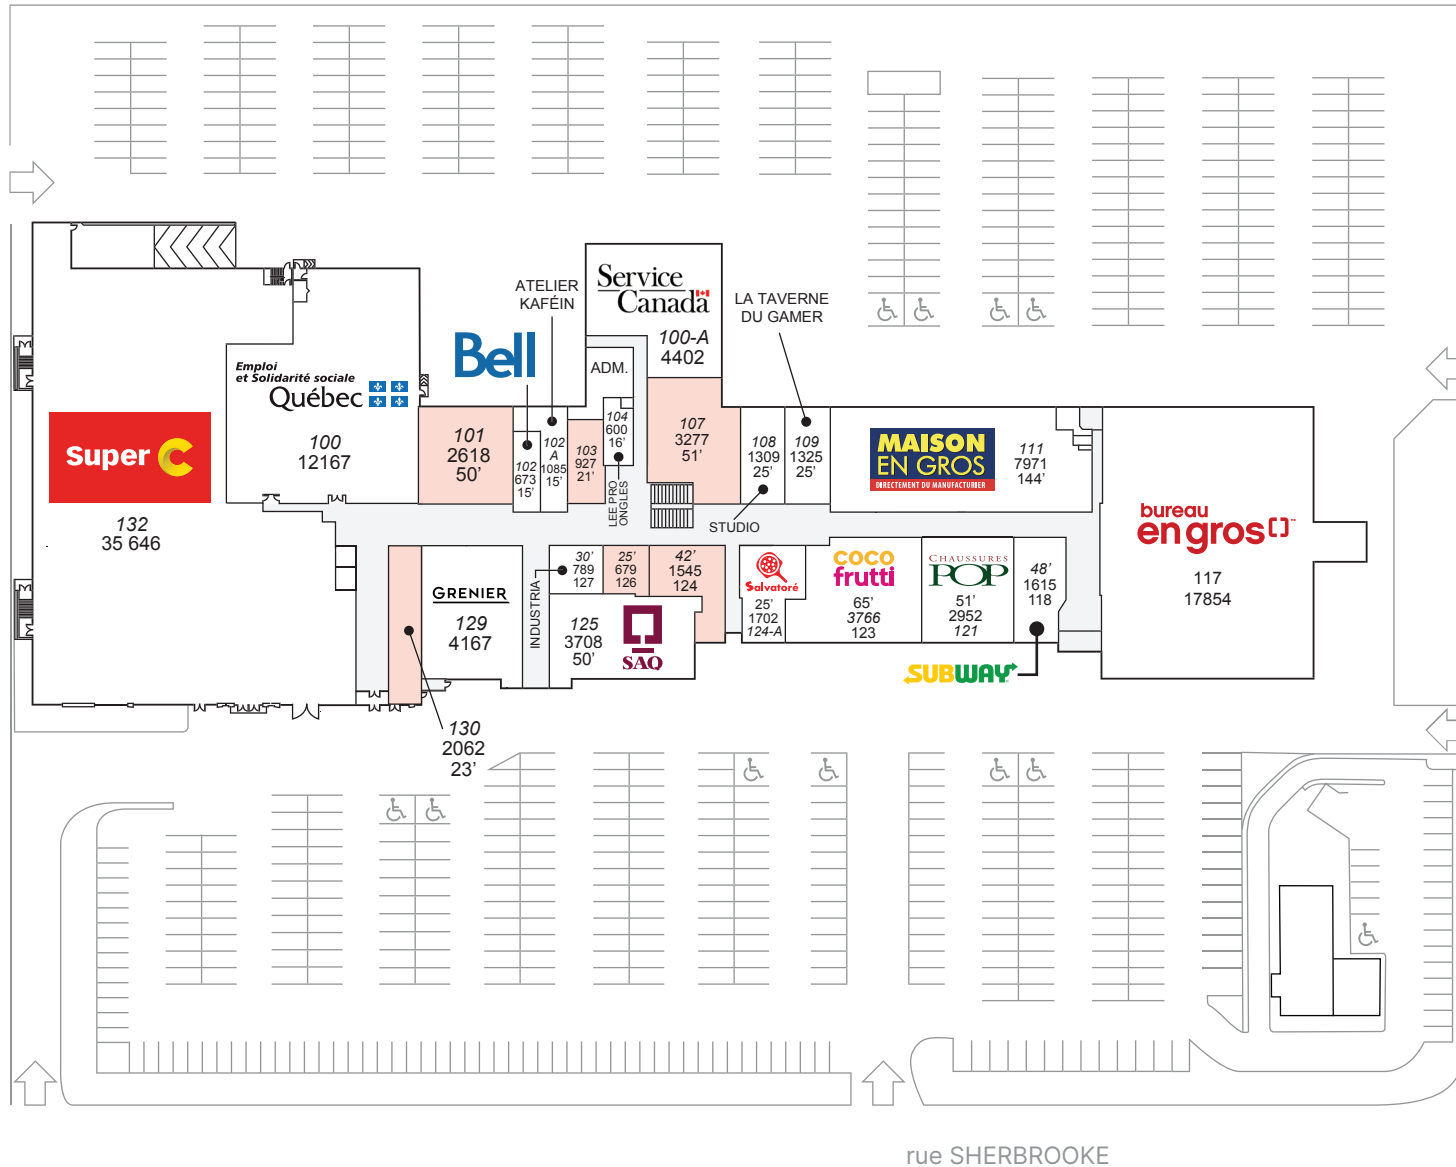 Service
Canada
100-A
4402
ATELIER
KAFÉIN
LA TAVERNE
DU GAMER
Bell
ADM.
Emploi
et Solidarité sociale
Québec
100
12167
Super C
132
35 646
101
2618
50'
102
673
15'
102
A
1085
15'
103
927
21'
104
600
16'
LEE PRO
ONGLES
107
3277
51'
108
1309
25'
STUDIO
109
1325
25'
MAISON
EN GROS
DIRECTEMENT DU MANUFACTURIER
111
7971
144'
bureau
en gros
117
17854
GRENIER
129
4167
INDUSTRIA
30'
789
127
25'
679
126
42'
1545
124
125
3708
50'
SAQ
Salvatoré
25'
1702
124-A
COCO
frutti
65'
3766
123
CHAUSSURES
POP
51'
2952
121
48'
1615
118
SUBWAY
130
2062
23'
rue SHERBROOKE